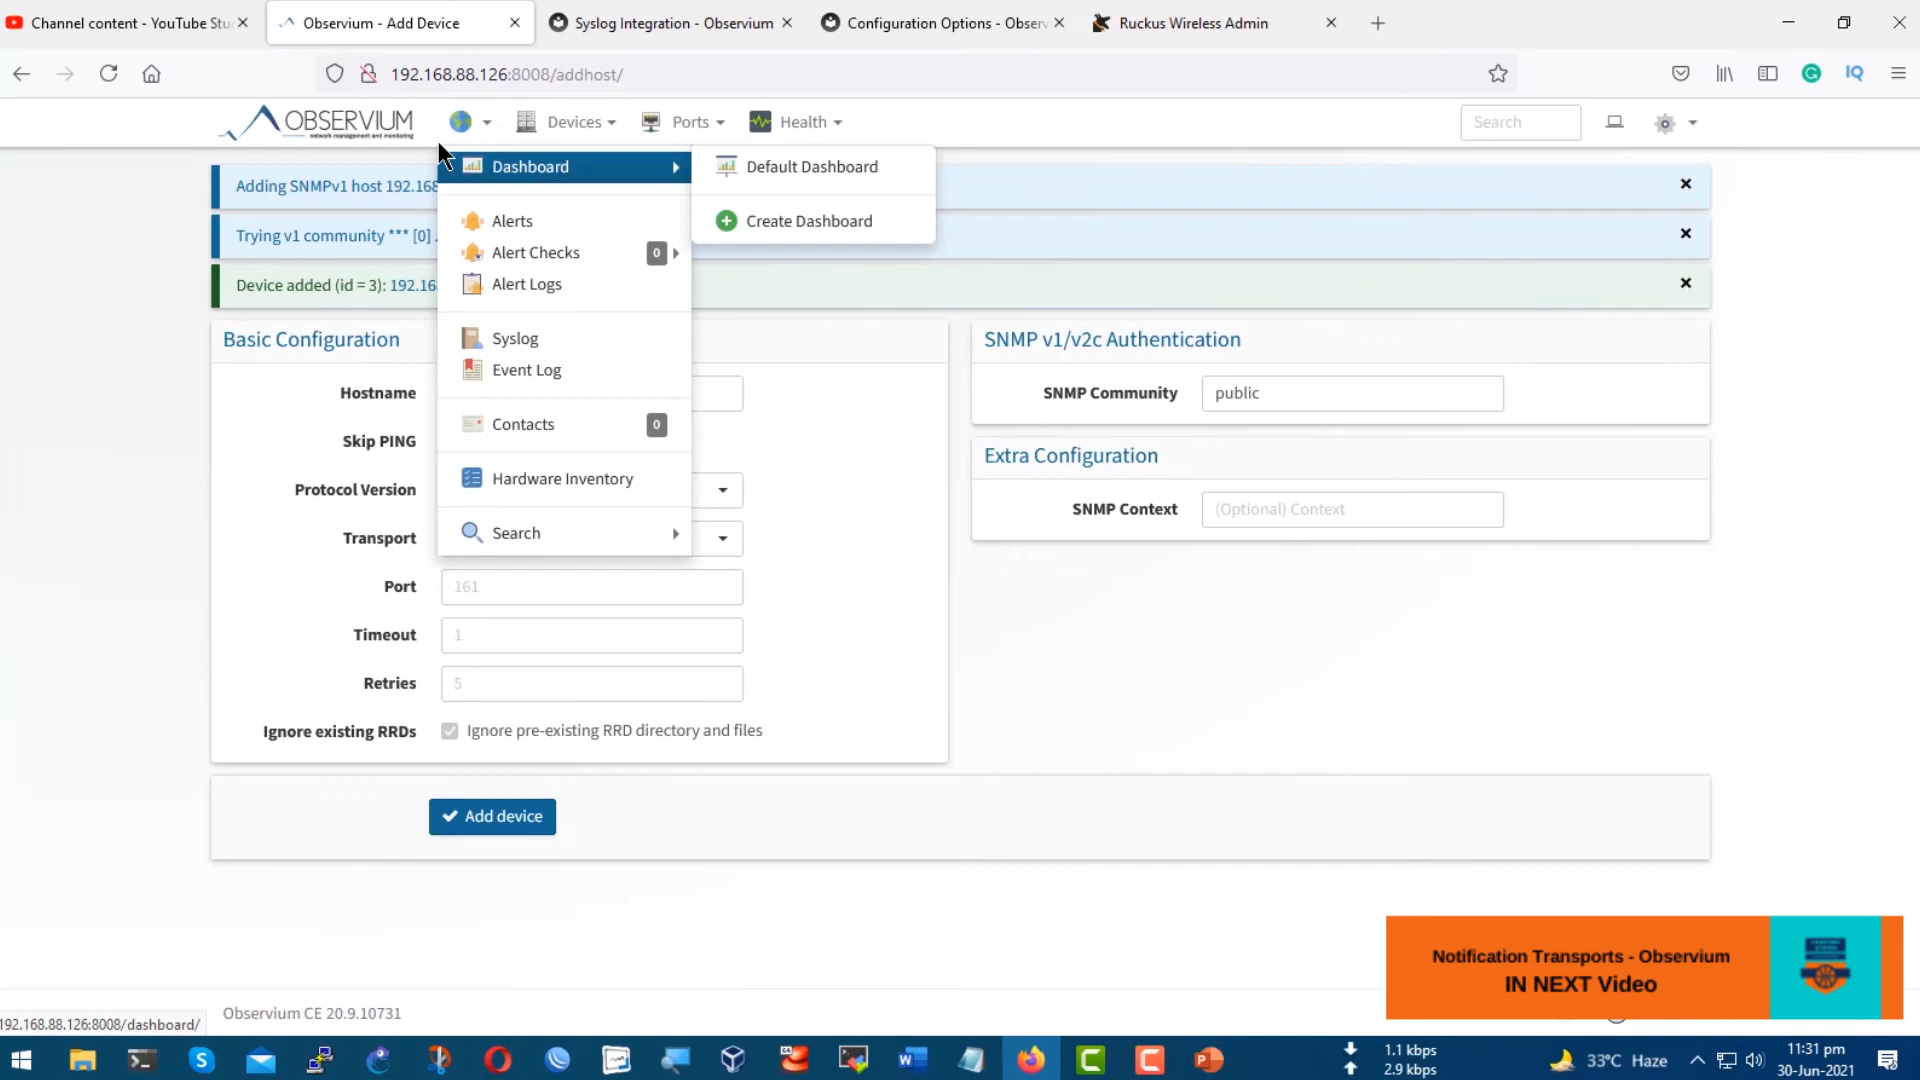 Channel content - YouTube Stu
Observium - Add Device
Syslog Integration - Observium
Configuration Options - Observ
Ruckus Wireless Admin
192.168.88.126:8008/addhost/
IQ
OBSERVIUM
network management and monitoring
Devices
Ports
Health
Search
Adding SNMPv1 host 192.168
Trying v1 community *** [0] .
Device added (id = 3): 192.16
Dashboard
Default Dashboard
Create Dashboard
Alerts
Alert Checks 0
Alert Logs
Syslog
Event Log
Contacts 0
Hardware Inventory
Search
Basic Configuration
Hostname
Skip PING
Protocol Version
Transport
Port 161
Timeout 1
Retries 5
Ignore existing RRDs Ignore pre-existing RRD directory and files
SNMP v1/v2c Authentication
SNMP Community public
Extra Configuration
SNMP Context (Optional) Context
Add device
Notification Transports - Observium
IN NEXT Video
Observium CE 20.9.10731
192.168.88.126:8008/dashboard/
1.1 kbps
2.9 kbps
33°C Haze
11:31 pm
30-Jun-2021